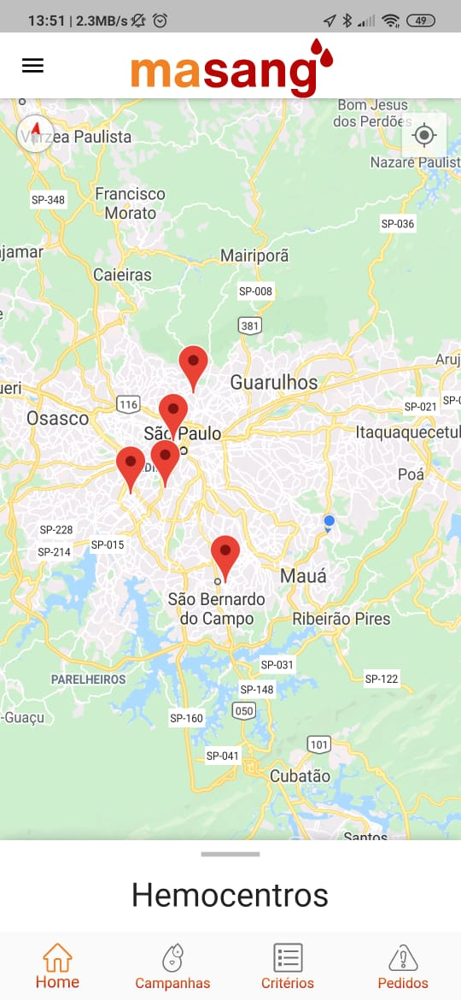 13:51 | 2.3MB/s
49
masang
Bom Jesus
dos Perdões
Várzea Paulista
Nazaré Paulist
Francisco
Morato
SP-348
SP-036
ajamar
Mairiporã
Caieiras
SP-008
381
Aruj
Guarulhos
ueri
116
SP-021
Osasco
São Paulo
Itaquaquecetul
Poá
SP-228
SP-015
SP-214
Mauá
São Bernardo
do Campo
Ribeirão Pires
SP-031
PARELHEIROS
SP-122
SP-148
050
-Guaçu
SP-160
101
SP-041
Cubatão
Santos
Hemocentros
Home
Campanhas
Critérios
Pedidos